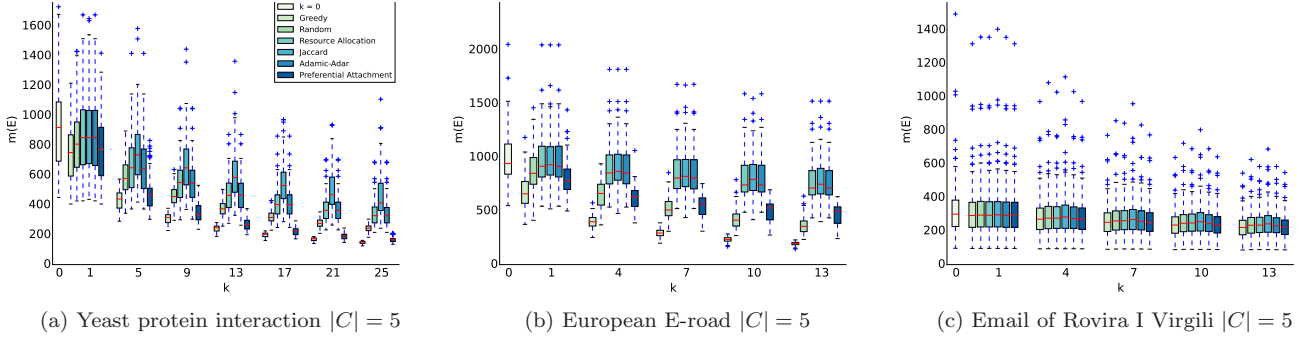 1600
1400
1200
1000
800
600
400
200
0
m(E)
0 1 5 9 13 17 21 25
k
k = 0
Greedy
Random
Resource Allocation
Jaccard
Adamic-Adar
Preferential Attachment
(a) Yeast protein interaction |C| = 5
2000
1500
1000
500
0
m(E)
0 1 4 7 10 13
k
(b) European E-road |C| = 5
1400
1200
1000
800
600
400
200
0
m(E)
0 1 4 7 10 13
k
(c) Email of Rovira I Virgili |C| = 5